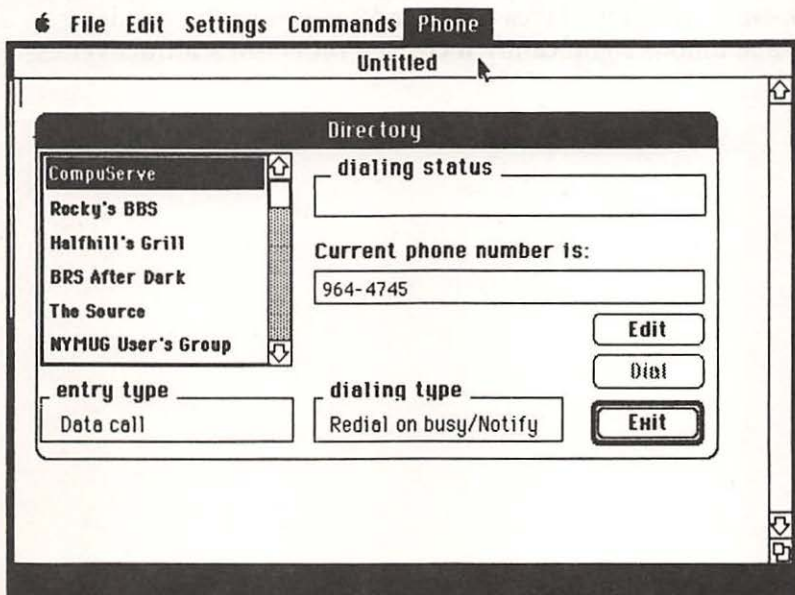 File Edit Settings Commands Phone
Untitled
Directory
CompuServe
Rocky's BBS
Halfhill's Grill
BRS After Dark
The Source
NYMUG User's Group
dialing status
Current phone number is:
964-4745
Edit
Dial
Exit
entry type
Data call
dialing type
Redial on busy/Notify